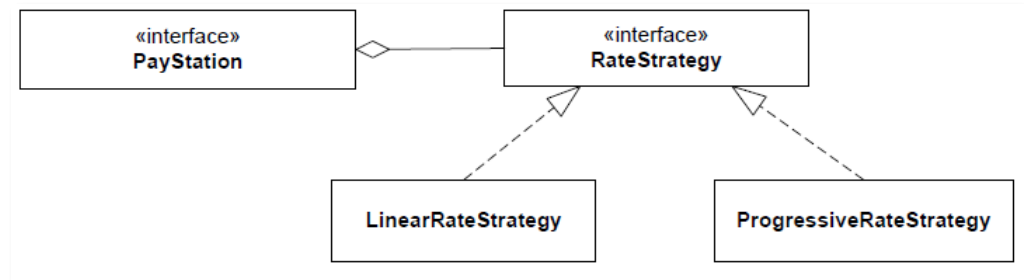 «interface»
PayStation
«interface»
RateStrategy
LinearRateStrategy
ProgressiveRateStrategy